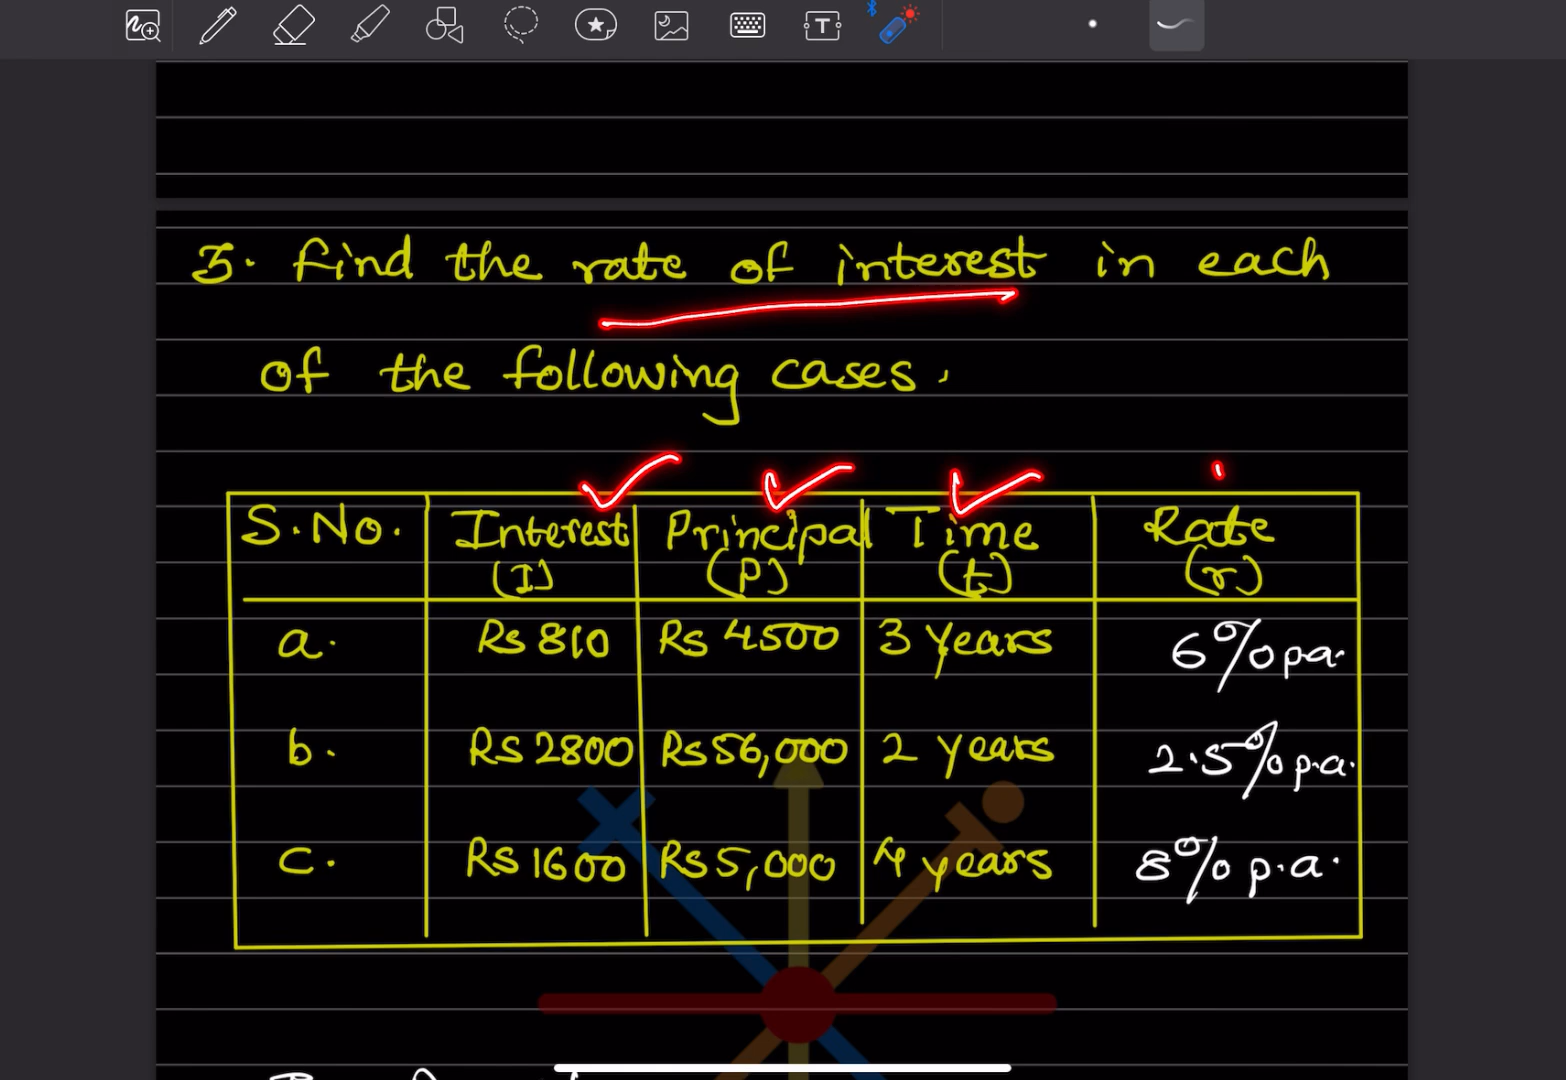 3. find the rate of interest in each
of the following cases.
S.No. Interest Principal Time Rate
(I) (P) (t) (r)
a. Rs 810 Rs 4500 3 years 6% p.a.
b. Rs 2800 Rs 56,000 2 years 2.5% p.a.
c. Rs 1600 Rs 5,000 4 years 8% p.a.